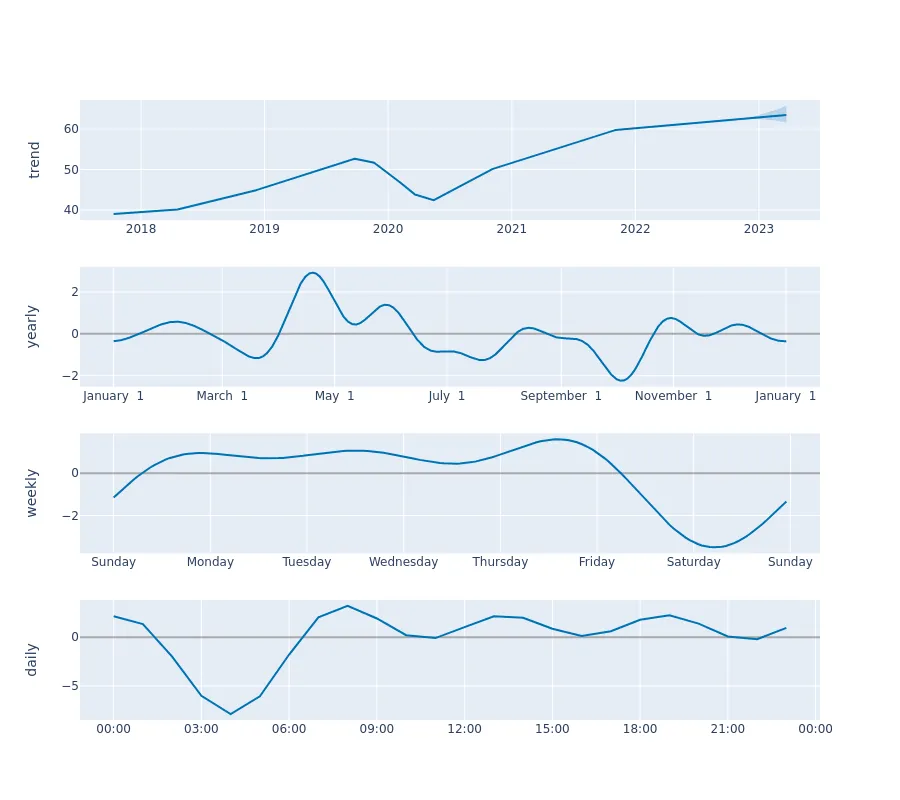 trend
60
50
40
2018 2019 2020 2021 2022 2023
yearly
2
0
−2
January 1 March 1 May 1 July 1 September 1 November 1 January 1
weekly
0
−2
Sunday Monday Tuesday Wednesday Thursday Friday Saturday Sunday
daily
0
−5
00:00 03:00 06:00 09:00 12:00 15:00 18:00 21:00 00:00